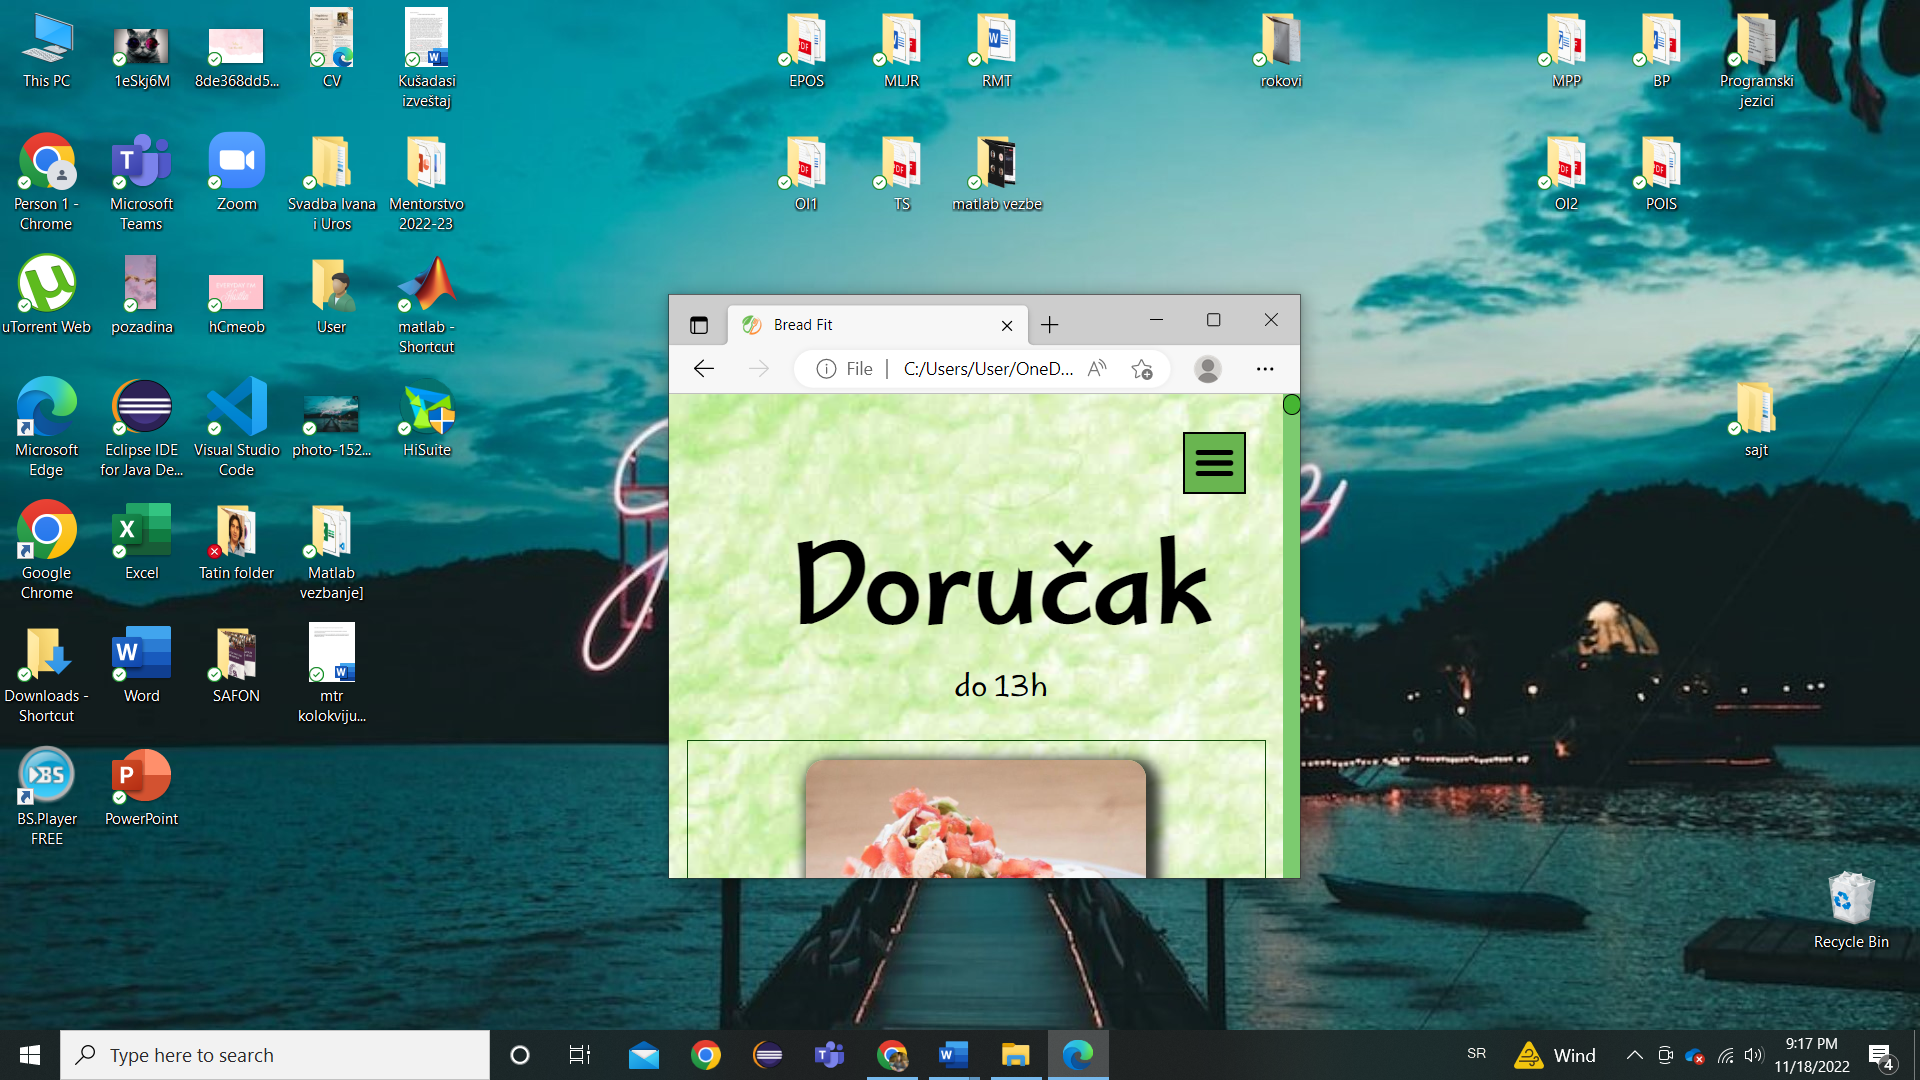 This PC
1eSkj6M
8de368dd5...
CV
Kušadasi
izveštaj
EPOS
MLJR
RMT
rokovi
MPP
BP
Programski
jezici
Person 1 -
Chrome
Microsoft
Teams
Zoom
Svadba Ivana
i Uros
Mentorstvo
2022-23
OI1
TS
matlab vezbe
OI2
POIS
uTorrent Web
pozadina
hCmeob
User
matlab -
Shortcut
Bread Fit
File
C:/Users/User/OneD...
Microsoft
Edge
Eclipse IDE
for Java De...
Visual Studio
Code
photo-152...
HiSuite
sajt
Doručak
do 13h
Google
Chrome
Excel
Tatin folder
Matlab
vezbanje]
Downloads -
Shortcut
Word
SAFON
mtr
kolokviju...
BS.Player
FREE
PowerPoint
Recycle Bin
Type here to search
SR
Wind
9:17 PM
11/18/2022
4